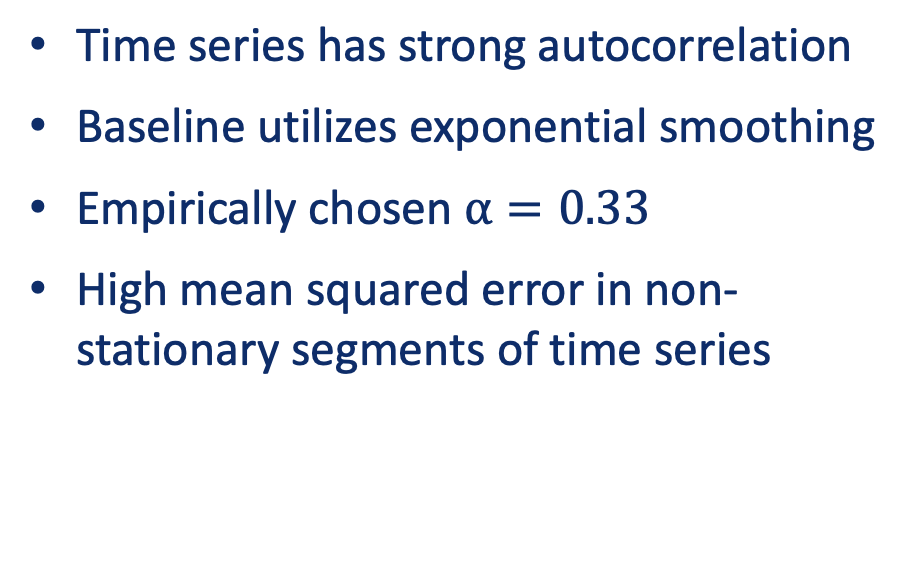 • Time series has strong autocorrelation
• Baseline utilizes exponential smoothing
• Empirically chosen α = 0.33
• High mean squared error in non-
stationary segments of time series